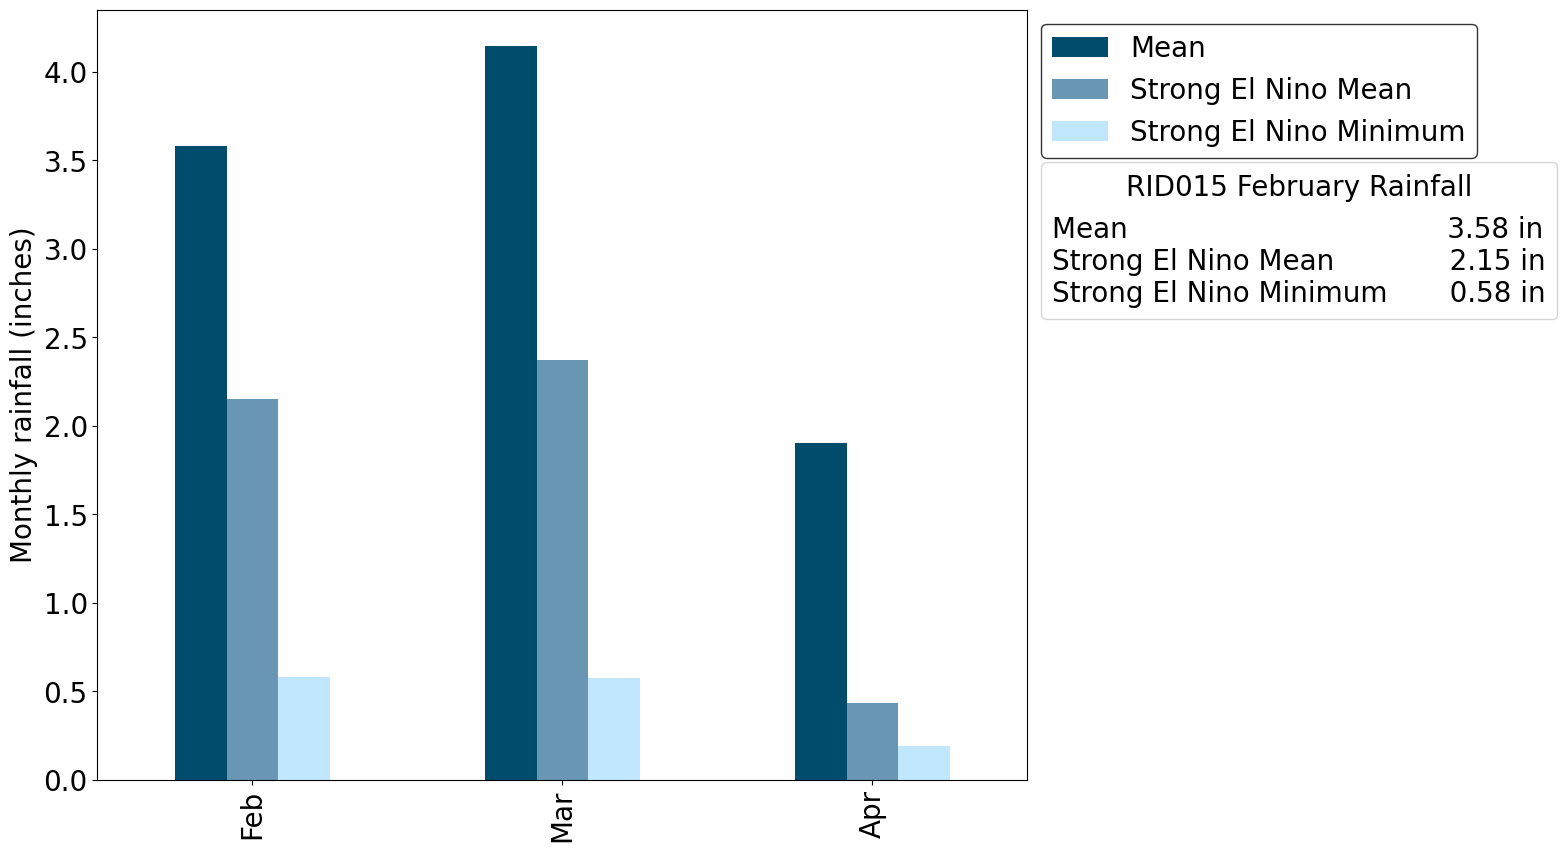 Monthly rainfall (inches)
4.0
3.5
3.0
2.5
2.0
1.5
1.0
0.5
0.0
Feb
Mar
Apr
Mean
Strong El Nino Mean
Strong El Nino Minimum
RID015 February Rainfall
Mean 3.58 in
Strong El Nino Mean 2.15 in
Strong El Nino Minimum 0.58 in